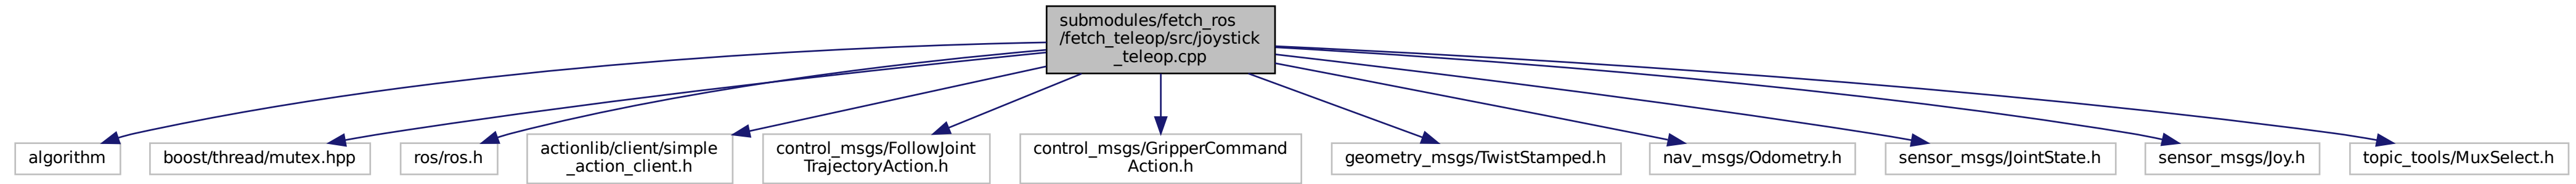 submodules/fetch_ros
/fetch_teleop/src/joystick
_teleop.cpp
algorithm
boost/thread/mutex.hpp
ros/ros.h
actionlib/client/simple
_action_client.h
control_msgs/FollowJoint
TrajectoryAction.h
control_msgs/GripperCommand
Action.h
geometry_msgs/TwistStamped.h
nav_msgs/Odometry.h
sensor_msgs/JointState.h
sensor_msgs/Joy.h
topic_tools/MuxSelect.h